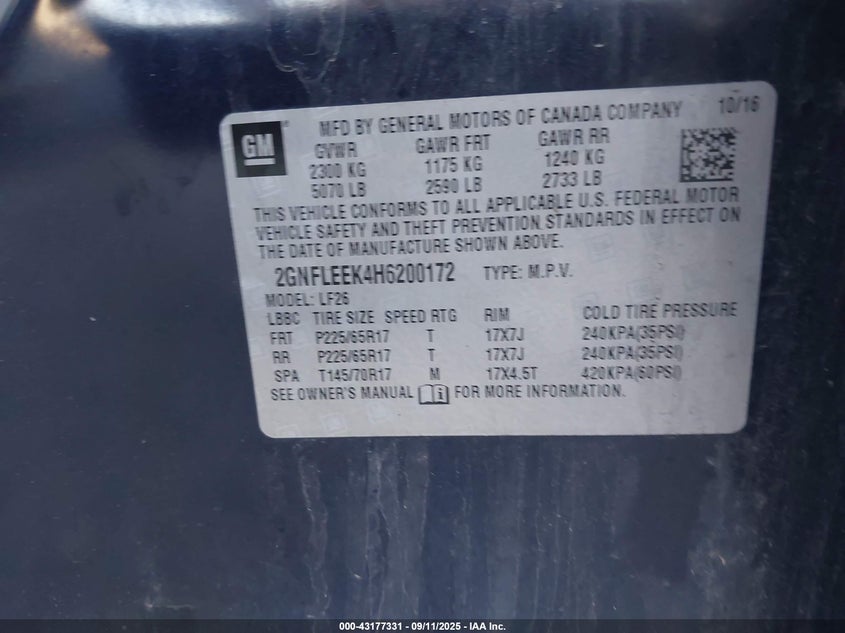 GM
MFD BY GENERAL MOTORS OF CANADA COMPANY 10/16
GVWR GAWR FRT GAWR RR
2300 KG 1175 KG 1240 KG
5070 LB 2590 LB 2733 LB
THIS VEHICLE CONFORMS TO ALL APPLICABLE U.S. FEDERAL MOTOR
VEHICLE SAFETY AND THEFT PREVENTION STANDARDS IN EFFECT ON
THE DATE OF MANUFACTURE SHOWN ABOVE.
2GNFLEEK4H6200172 TYPE: M.P.V.
MODEL: LF26
LBBC TIRE SIZE SPEED RTG RIM COLD TIRE PRESSURE
FRT P225/65R17 T 17X7J 240KPA(35PSI)
RR P225/65R17 T 17X7J 240KPA(35PSI)
SPA T145/70R17 M 17X4.5T 420KPA(60PSI)
SEE OWNER'S MANUAL FOR MORE INFORMATION.
000-43177331 - 09/11/2025 - IAA Inc.